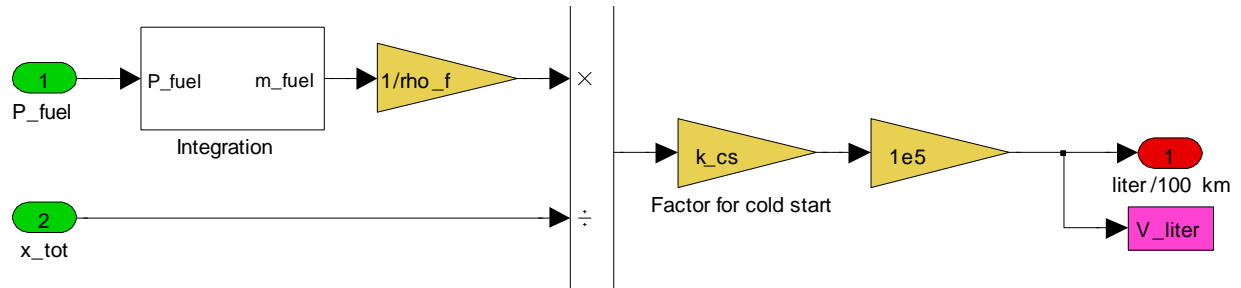 1
P_fuel
P_fuel
m_fuel
Integration
1/rho_f
×
2
x_tot
÷
k_cs
Factor for cold start
1e5
1
liter/100 km
V_liter